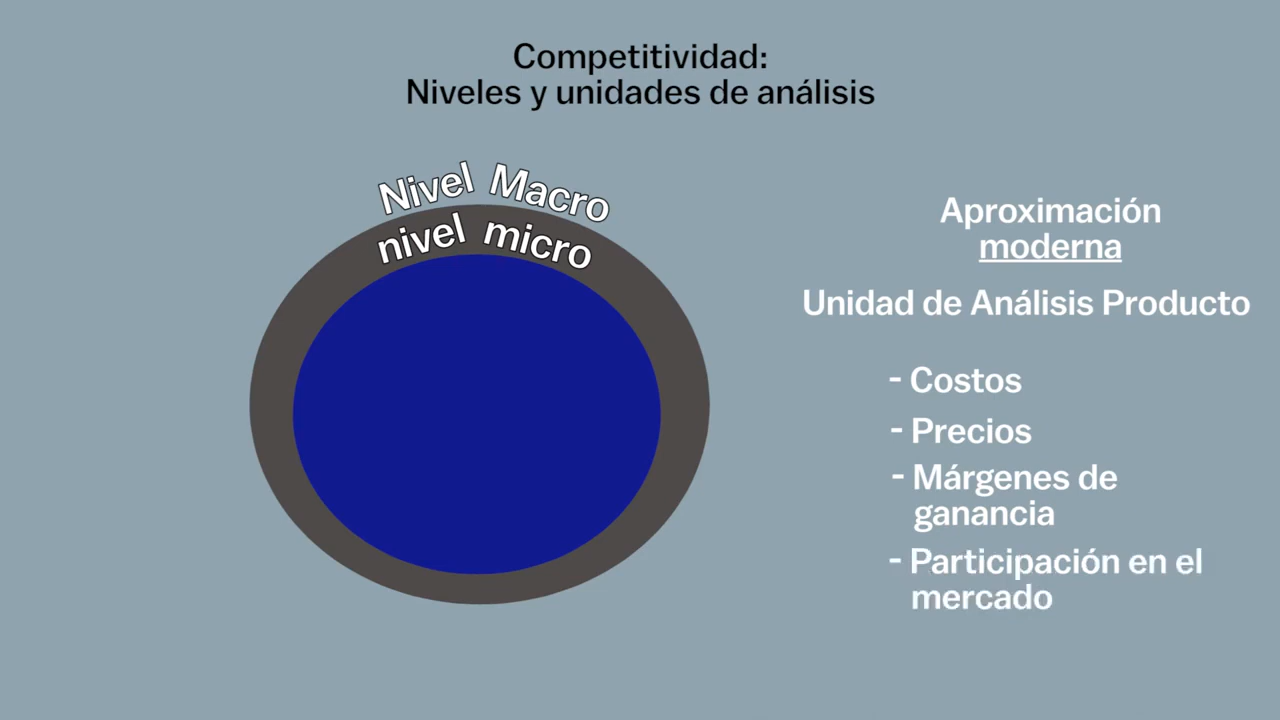 Competitividad:
Niveles y unidades de análisis
Nivel Macro
nivel micro
Aproximación
moderna
Unidad de Análisis Producto
- Costos
- Precios
- Márgenes de
ganancia
- Participación en el
mercado